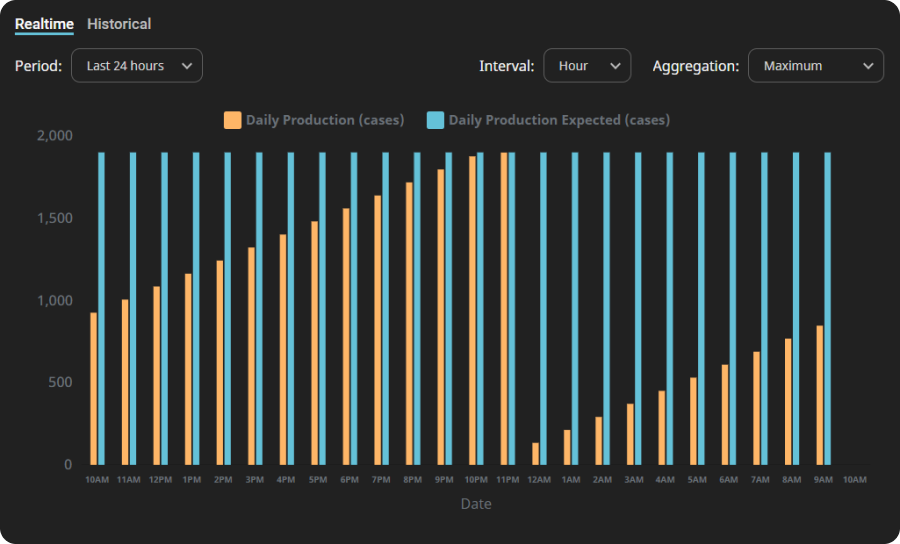 Realtime Historical
Period: Last 24 hours Interval: Hour Aggregation: Maximum
Daily Production (cases) Daily Production Expected (cases)
2,000
1,500
1,000
500
0
10AM 11AM 12PM 1PM 2PM 3PM 4PM 5PM 6PM 7PM 8PM 9PM 10PM 11PM 12AM 1AM 2AM 3AM 4AM 5AM 6AM 7AM 8AM 9AM 10AM
Date